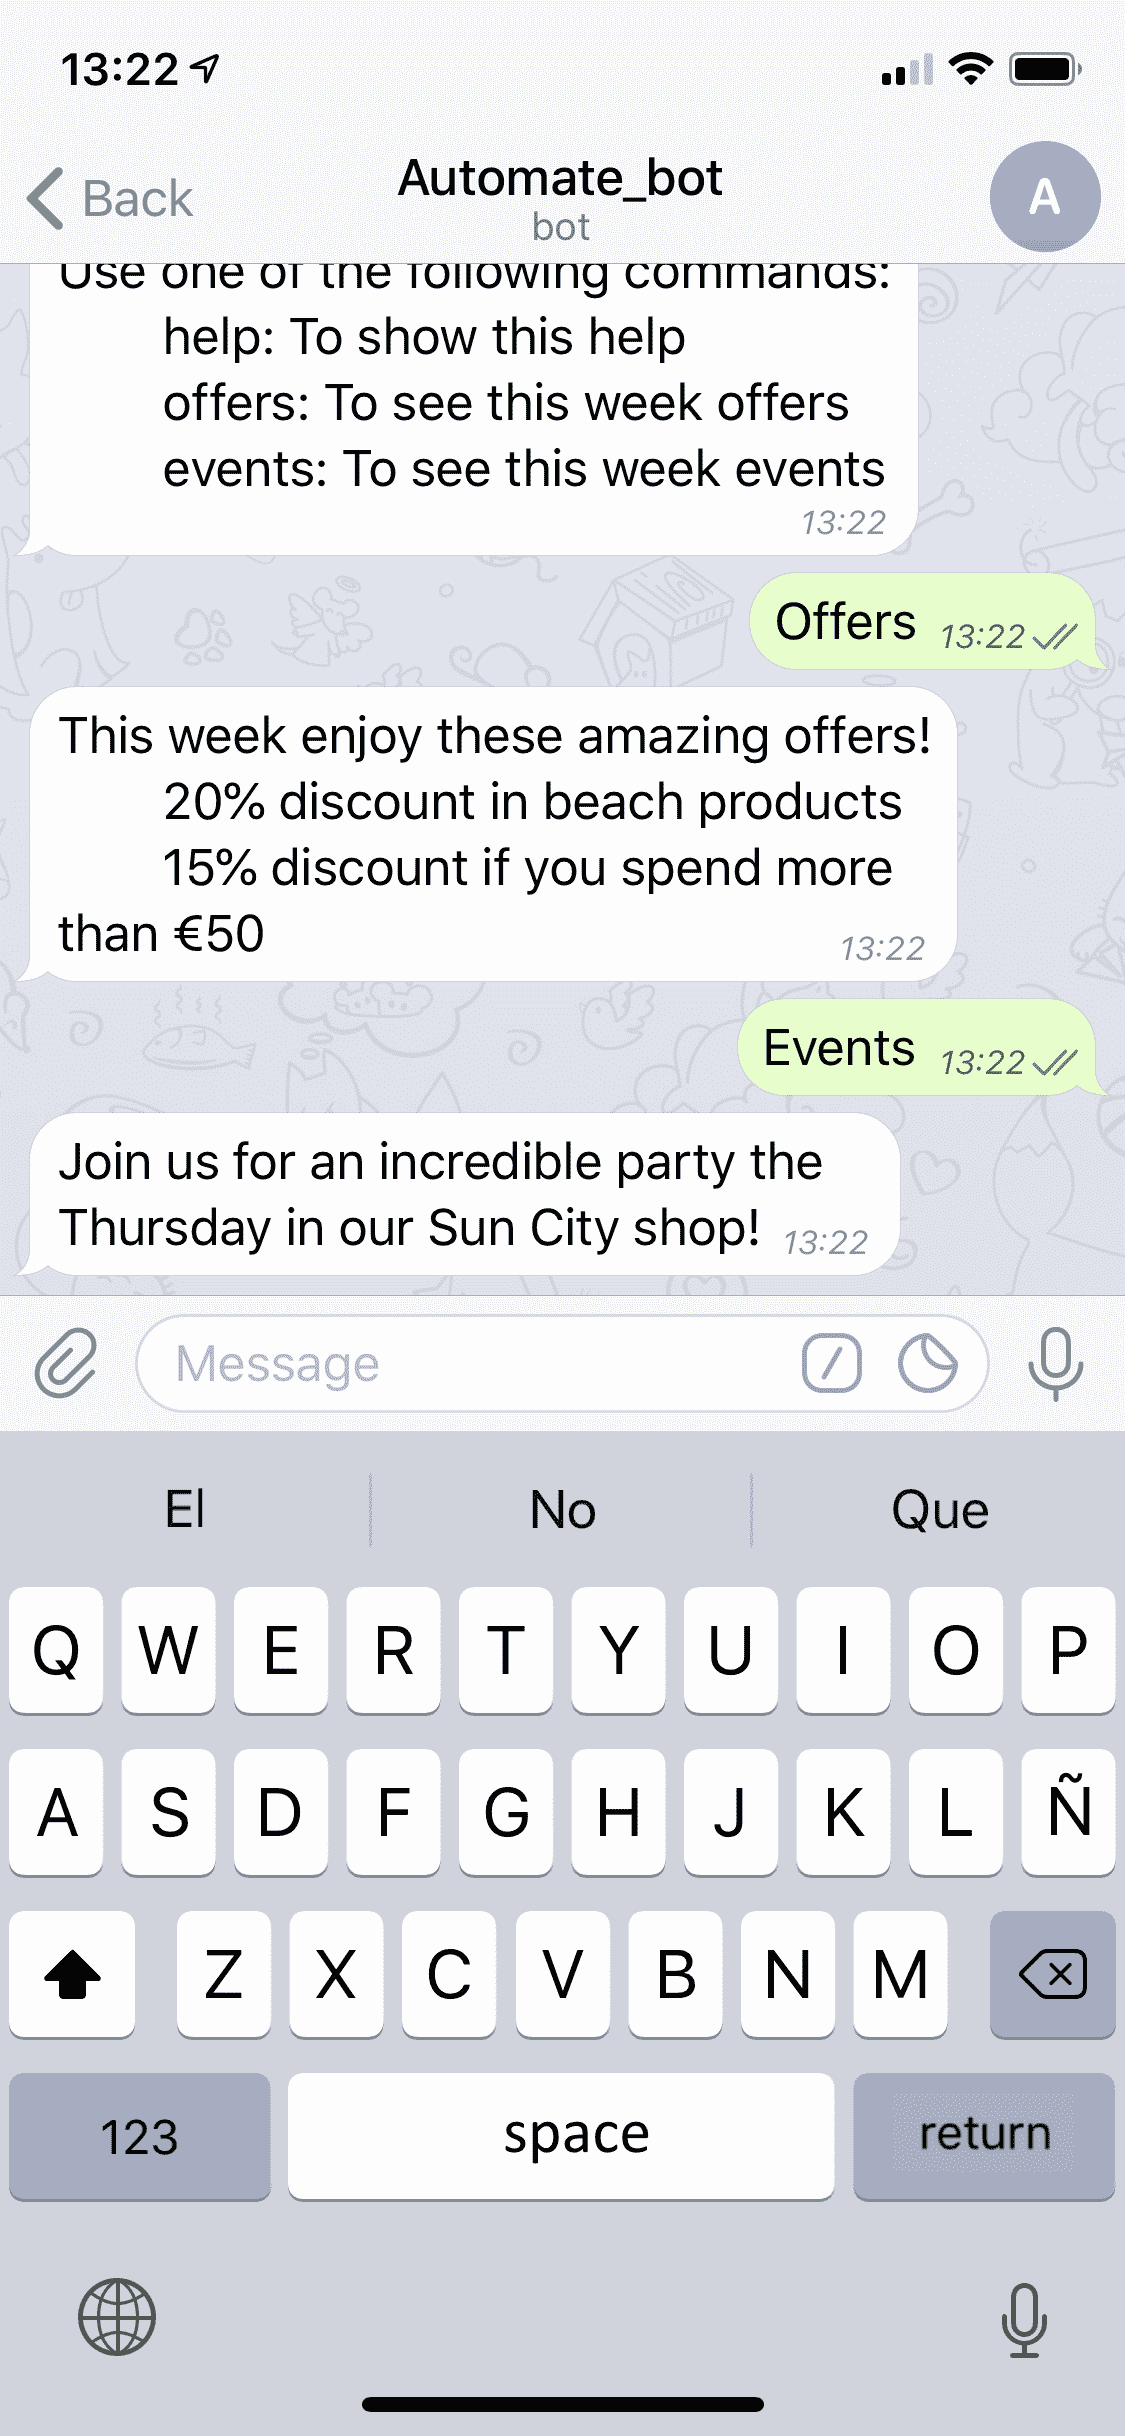 13:22
Back
Automate_bot
bot
A
Use one of the following commands:
help: To show this help
offers: To see this week offers
events: To see this week events
13:22
Offers 13:22
This week enjoy these amazing offers!
20% discount in beach products
15% discount if you spend more
than €50
13:22
Events 13:22
Join us for an incredible party the
Thursday in our Sun City shop! 13:22
Message
El No Que
Q W E R T Y U I O P
A S D F G H J K L Ñ
Z X C V B N M
123 space return